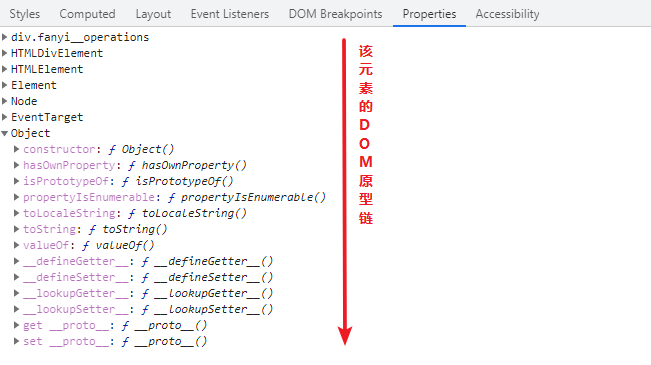 Styles Computed Layout Event Listeners DOM Breakpoints Properties Accessibility
div.fanyi__operations
HTMLDivElement
HTMLElement
Element
Node
EventTarget
Object
constructor: ƒ Object()
hasOwnProperty: ƒ hasOwnProperty()
isPrototypeOf: ƒ isPrototypeOf()
propertyIsEnumerable: ƒ propertyIsEnumerable()
toLocaleString: ƒ toLocaleString()
toString: ƒ toString()
valueOf: ƒ valueOf()
__defineGetter__: ƒ __defineGetter__()
__defineSetter__: ƒ __defineSetter__()
__lookupGetter__: ƒ __lookupGetter__()
__lookupSetter__: ƒ __lookupSetter__()
get __proto__: ƒ __proto__()
set __proto__: ƒ __proto__()
该元素的DOM原型链